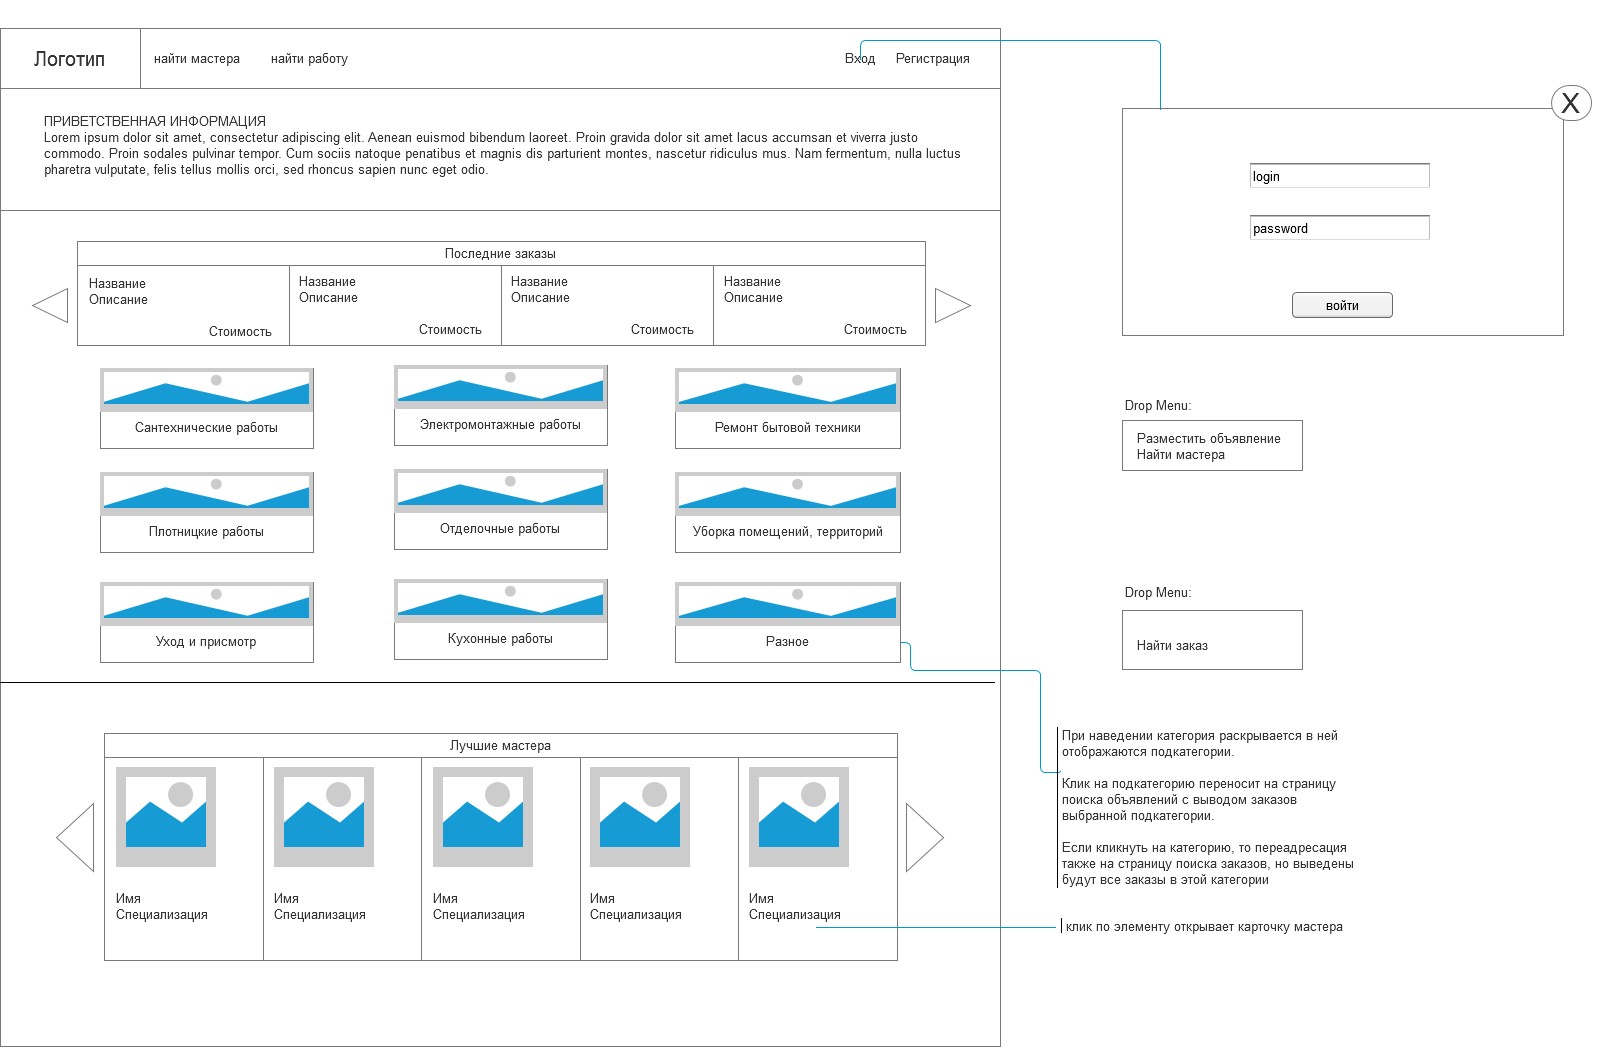 Логотип
найти мастера
найти работу
Вход
Регистрация
X
ПРИВЕТСТВЕННАЯ ИНФОРМАЦИЯ
Lorem ipsum dolor sit amet, consectetur adipiscing elit. Aenean euismod bibendum laoreet. Proin gravida dolor sit amet lacus accumsan et viverra justo
commodo. Proin sodales pulvinar tempor. Cum sociis natoque penatibus et magnis dis parturient montes, nascetur ridiculus mus. Nam fermentum, nulla luctus
pharetra vulputate, felis tellus mollis orci, sed rhoncus sapien nunc eget odio.
login
password
войти
Последние заказы
Название
Описание
Стоимость
Название
Описание
Стоимость
Название
Описание
Стоимость
Название
Описание
Стоимость
Сантехнические работы
Электромонтажные работы
Ремонт бытовой техники
Плотницкие работы
Отделочные работы
Уборка помещений, территорий
Уход и присмотр
Кухонные работы
Разное
Drop Menu:
Разместить объявление
Найти мастера
Drop Menu:
Найти заказ
Лучшие мастера
Имя
Специализация
Имя
Специализация
Имя
Специализация
Имя
Специализация
Имя
Специализация
При наведении категория раскрывается в ней
отображаются подкатегории.
Клик на подкатегорию переносит на страницу
поиска объявлений с выводом заказов
выбранной подкатегории.
Если кликнуть на категорию, то переадресация
также на страницу поиска заказов, но выведены
будут все заказы в этой категории
клик по элементу открывает карточку мастера